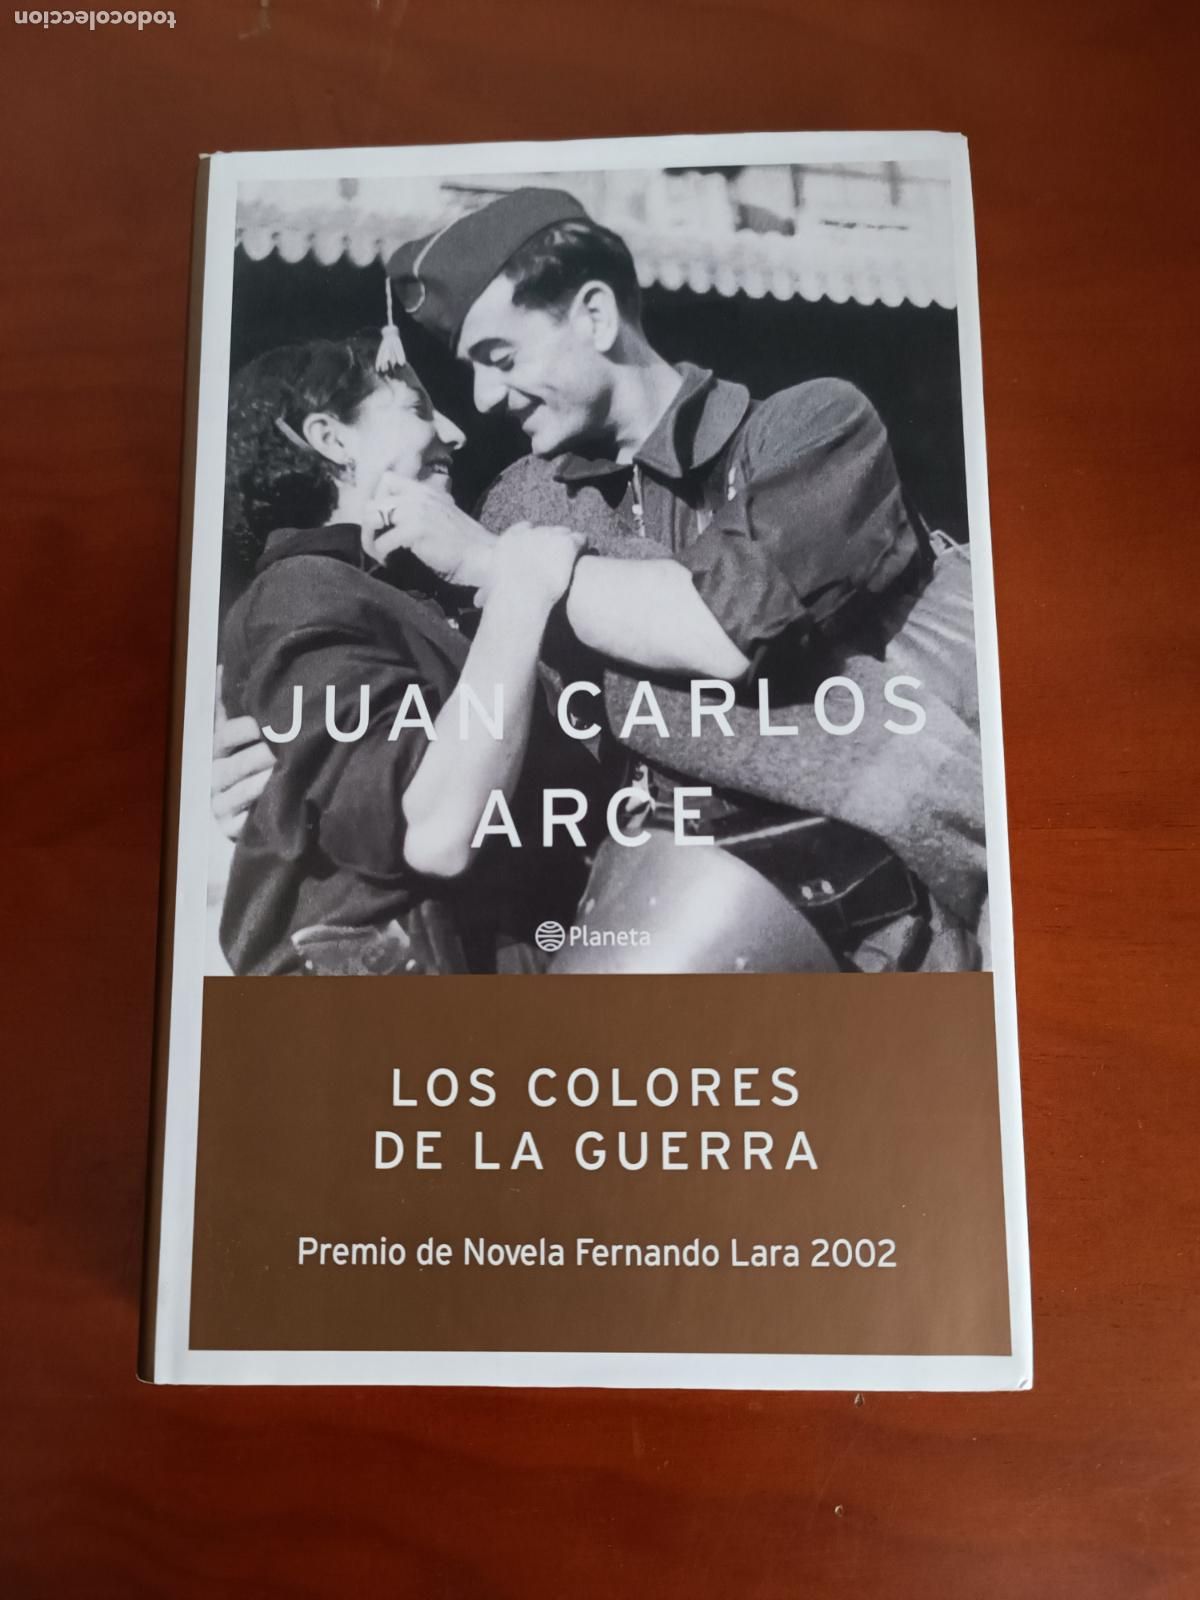 todocoleccion
JUAN CARLOS
ARCE
Planeta
LOS COLORES
DE LA GUERRA
Premio de Novela Fernando Lara 2002